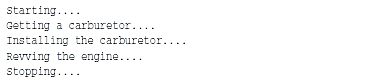 Starting....
Getting a carburetor....
Installing the carburetor....
Revving the engine....
Stopping....